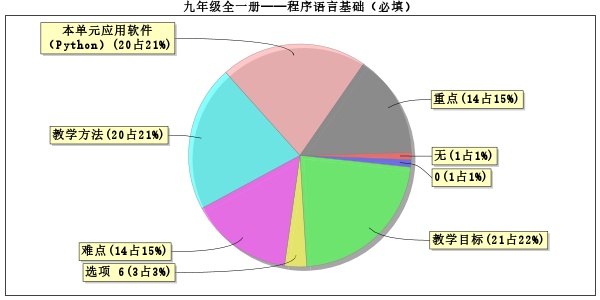 九年级全一册——程序语言基础（必填）
本单元应用软件
（Python）(20占21%)
重点(14占15%)
教学方法(20占21%)
无(1占1%)
0(1占1%)
教学目标(21占22%)
难点(14占15%)
选项 6(3占3%)